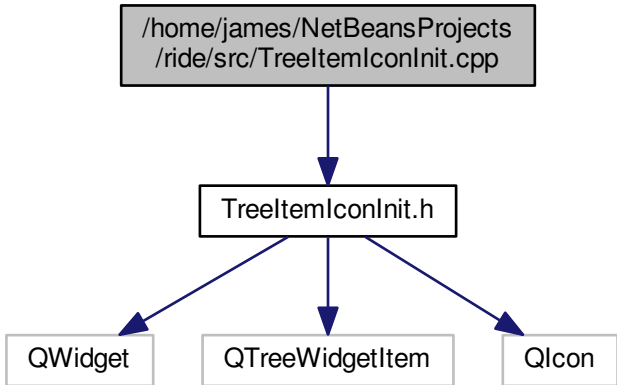 /home/james/NetBeansProjects
/ride/src/TreeItemIconInit.cpp
TreeItemIconInit.h
QWidget
QTreeWidgetItem
QIcon